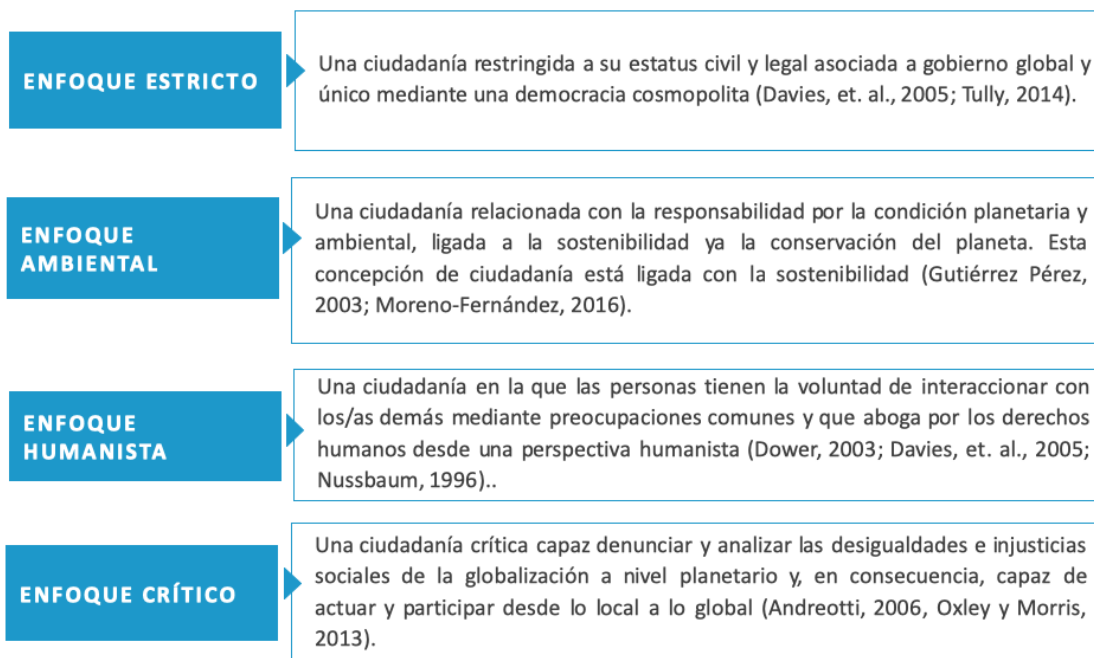 ENFOQUE ESTRICTO
Una ciudadanía restringida a su estatus civil y legal asociada a gobierno global y
único mediante una democracia cosmopolita (Davies, et. al., 2005; Tully, 2014).
ENFOQUE
AMBIENTAL
Una ciudadanía relacionada con la responsabilidad por la condición planetaria y
ambiental, ligada a la sostenibilidad ya la conservación del planeta. Esta
concepción de ciudadanía está ligada con la sostenibilidad (Gutiérrez Pérez,
2003; Moreno-Fernández, 2016).
ENFOQUE
HUMANISTA
Una ciudadanía en la que las personas tienen la voluntad de interaccionar con
los/as demás mediante preocupaciones comunes y que aboga por los derechos
humanos desde una perspectiva humanista (Dower, 2003; Davies, et. al., 2005;
Nussbaum, 1996)..
ENFOQUE CRÍTICO
Una ciudadanía crítica capaz denunciar y analizar las desigualdades e injusticias
sociales de la globalización a nivel planetario y, en consecuencia, capaz de
actuar y participar desde lo local a lo global (Andreotti, 2006, Oxley y Morris,
2013).